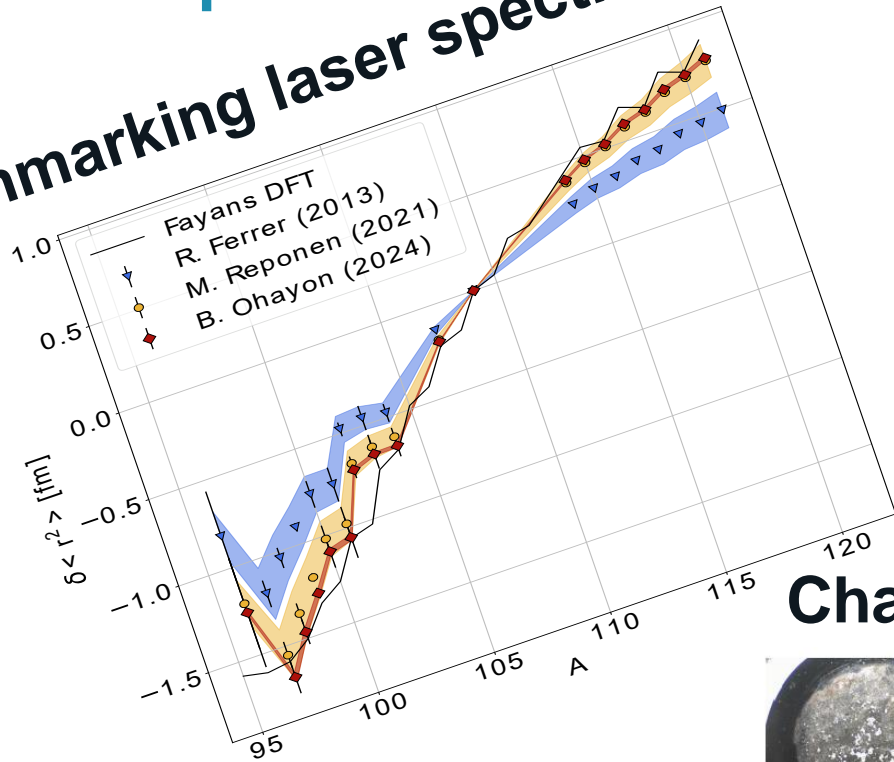 nmarking laser spect
Fayans DFT
R. Ferrer (2013)
M. Reponen (2021)
B. Ohayon (2024)
1.0
0.5
0.0
−0.5
−1.0
−1.5
δ< r² > [fm]
95
100
105
110
115
120
A
Cha